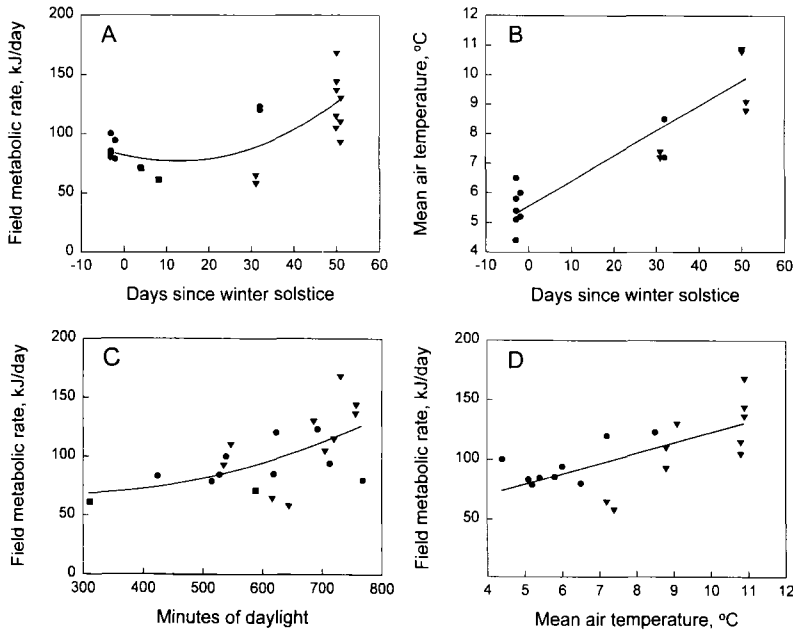 A
Field metabolic rate, kJ/day
200
150
100
50
0
-10 0 10 20 30 40 50 60
Days since winter solstice
B
Mean air temperature, ºC
12
11
10
9
8
7
6
5
4
-10 0 10 20 30 40 50 60
Days since winter solstice
C
Field metabolic rate, kJ/day
200
150
100
50
0
300 400 500 600 700 800
Minutes of daylight
D
Field metabolic rate, kJ/day
200
150
100
50
4 5 6 7 8 9 10 11 12
Mean air temperature, ºC